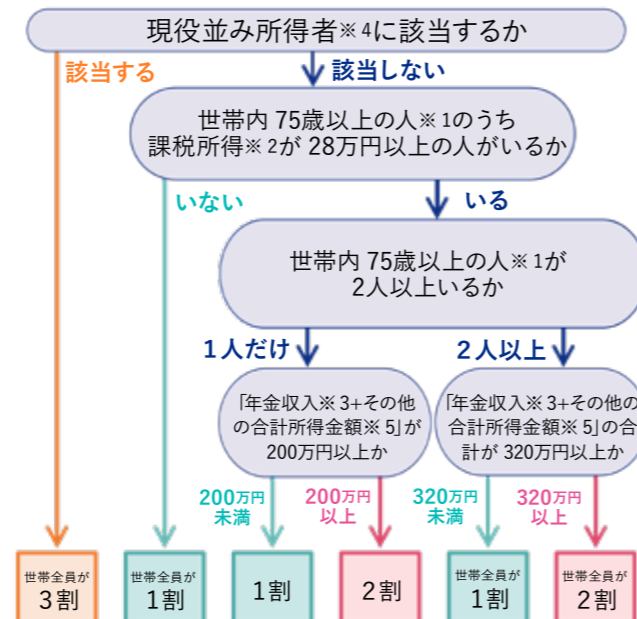 現役並み所得者※4に該当するか
該当する
該当しない
世帯内75歳以上の人※1のうち
課税所得※2が28万円以上の人がいるか
いない
いる
世帯内75歳以上の人※1が
2人以上いるか
1人だけ
2人以上
「年金収入※3+その他
の合計所得金額※5」が
200万円以上か
「年金収入※3+その他の
合計所得金額※5」の合
計が320万円以上か
200万円
未満
200万円
以上
320万円
未満
320万円
以上
世帯全員が
3割
世帯全員が
1割
1割
2割
世帯全員が
1割
世帯全員が
2割